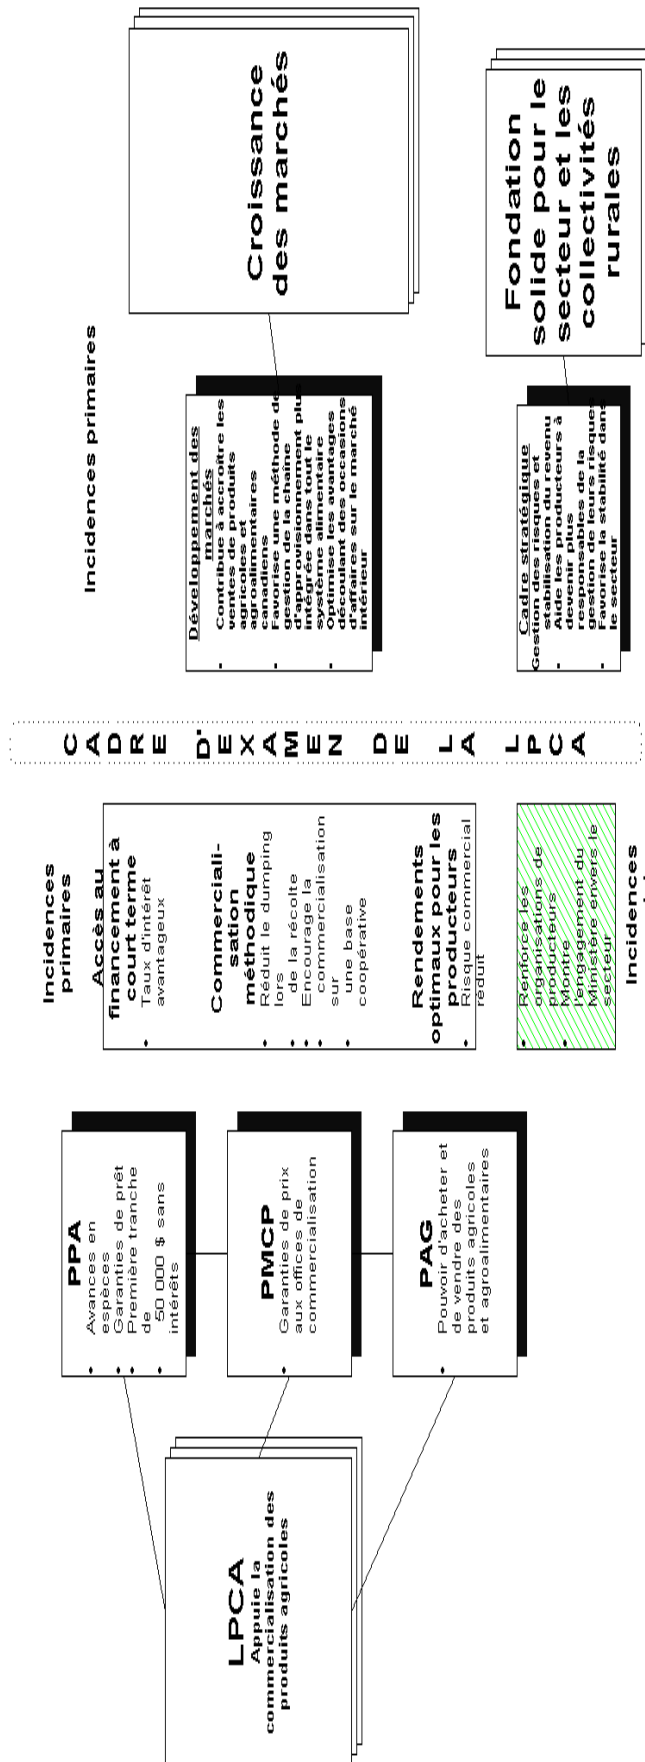 LPCA
Appuie la
commercialisation des
produits agricoles
PPA
• Avances en
espèces
• Garanties de prêt
• Première tranche
de
• 50 000 $ sans
intérêts
PMCP
• Garanties de prix
aux offices de
commercialisation
PAG
• Pouvoir d'acheter et
de vendre des
produits agricoles
et agroalimentaires
Incidences
primaires
Accès au
financement à
court terme
• Taux d'intérêt
avantageux
Commerciali-
sation
méthodique
• Réduit le dumping
lors
• de la récolte
• Encourage la
• commercialisation
sur
• une base
coopérative
Rendements
optimaux pour les
producteurs
• Risque commercial
réduit
• Renforce les
organisations de
producteurs
• Montre
l'engagement du
Ministère envers le
secteur
Incidences
CADRE D'EXAMEN DE LA LPCA
Incidences primaires
Développement des
marchés
• Contribue à accroître les
ventes de produits
agricoles et
agroalimentaires
canadiens
• Favorise une méthode de
gestion de la chaîne
d'approvisionnement plus
intégrée dans tout le
système alimentaire
• Optimise les avantages
découlant des occasions
d'affaires sur le marché
intérieur
Cadre stratégique
Gestion des risques et
stabilisation du revenu
• Aide les producteurs à
devenir plus
responsables de la
gestion de leurs risques
• Favorise la stabilité dans
le secteur
Croissance
des marchés
Fondation
solide pour le
secteur et les
collectivités
rurales